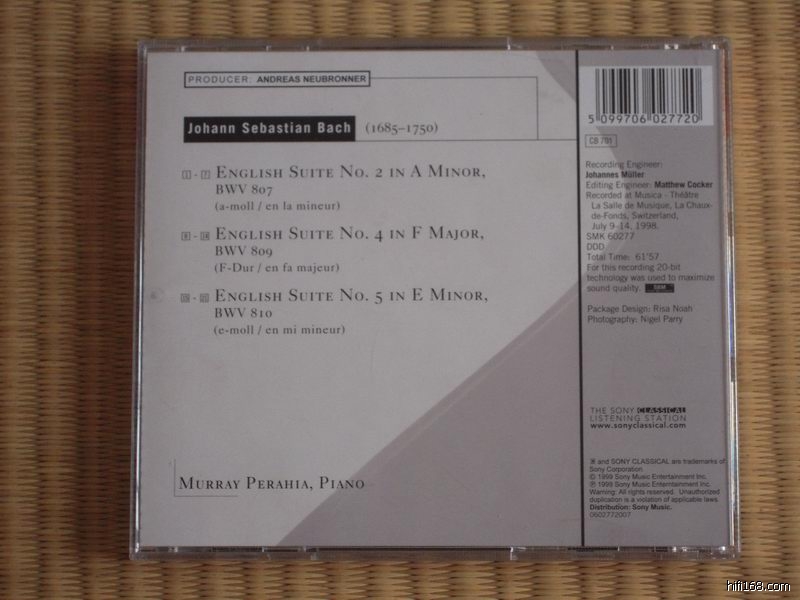 PRODUCER: ANDREAS NEUBRONNER
Johann Sebastian Bach (1685–1750)
1 - 7 ENGLISH SUITE NO. 2 IN A MINOR,
BWV 807
(a-moll / en la mineur)
8 - 14 ENGLISH SUITE NO. 4 IN F MAJOR,
BWV 809
(F-Dur / en fa majeur)
15 - 21 ENGLISH SUITE NO. 5 IN E MINOR,
BWV 810
(e-moll / en mi mineur)
MURRAY PERAHIA, PIANO
5 099706 027720
CB 701
Recording Engineer:
Johannes Müller
Editing Engineer: Matthew Cocker
Recorded at Musica - Théâtre
La Salle de Musique, La Chaux-
de-Fonds, Switzerland,
July 9-14, 1998.
SMK 60277
DDD
Total Time: 61'57
For this recording 20-bit
technology was used to maximize
sound quality. SBM
Package Design: Risa Noah
Photography: Nigel Parry
THE SONY CLASSICAL
LISTENING STATION
www.sonyclassical.com
and SONY CLASSICAL are trademarks of
Sony Corporation
© 1999 Sony Music Entertainment Inc.
℗ 1999 Sony Music Enterntainment Inc.
Warning: All rights reserved. Unauthorized
duplication is a violation of applicable laws.
Distribution: Sony Music.
0602772007
hifi168.com